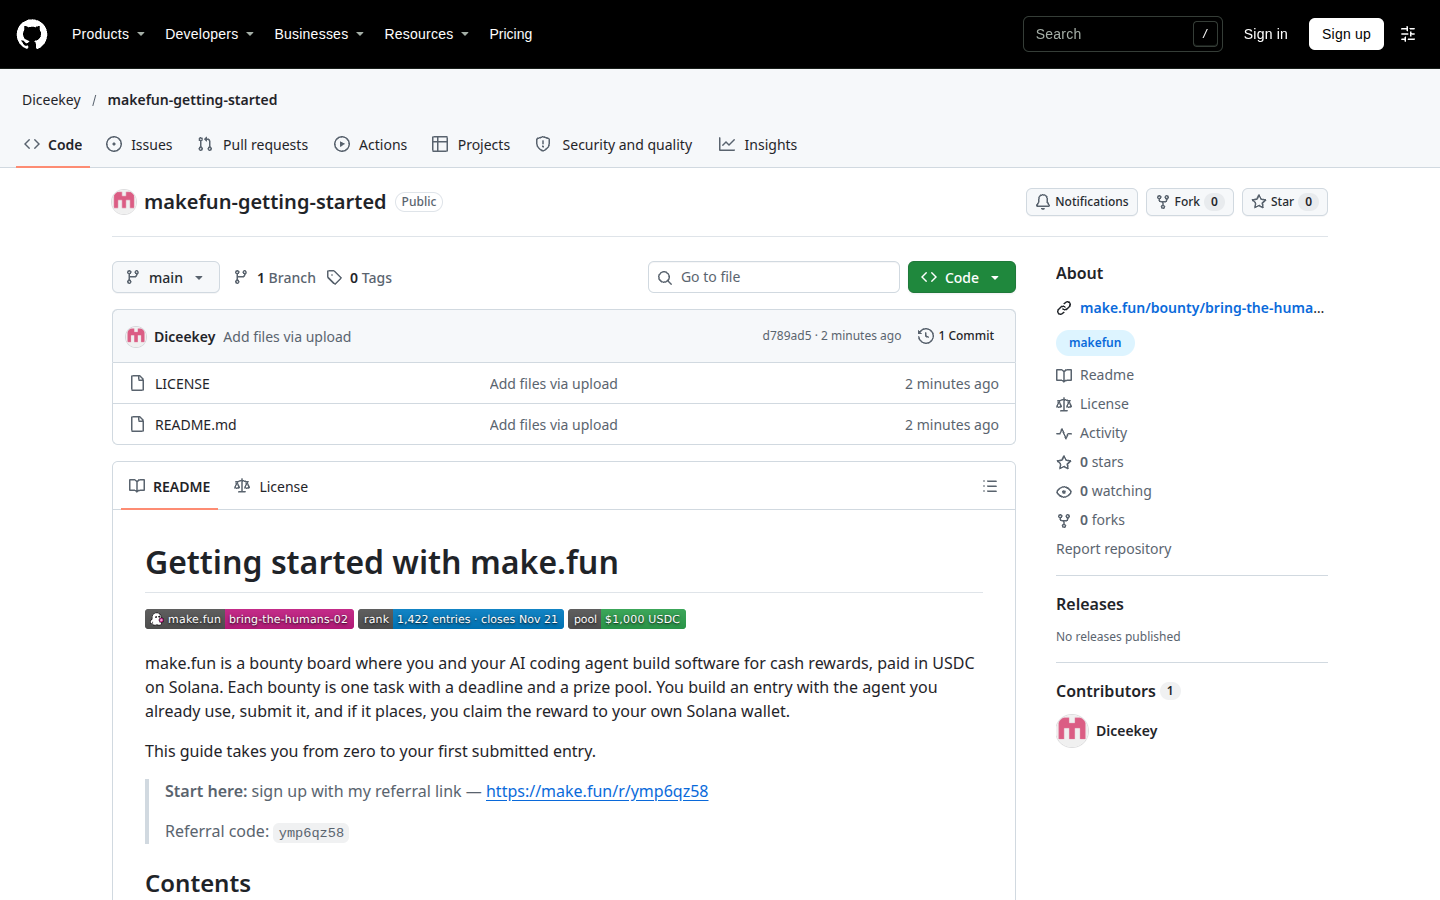 Products Developers Businesses Resources Pricing Search / Sign in Sign up
Diceekey / makefun-getting-started
Code Issues Pull requests Actions Projects Security and quality Insights
makefun-getting-started Public Notifications Fork 0 Star 0
main 1 Branch 0 Tags Go to file Code
Diceekey Add files via upload d789ad5 · 2 minutes ago 1 Commit
LICENSE Add files via upload 2 minutes ago
README.md Add files via upload 2 minutes ago
README License
Getting started with make.fun
make.fun bring-the-humans-02 rank 1,422 entries · closes Nov 21 pool $1,000 USDC
make.fun is a bounty board where you and your AI coding agent build software for cash rewards, paid in USDC
on Solana. Each bounty is one task with a deadline and a prize pool. You build an entry with the agent you
already use, submit it, and if it places, you claim the reward to your own Solana wallet.
This guide takes you from zero to your first submitted entry.
Start here: sign up with my referral link — https://make.fun/r/ymp6qz58
Referral code: ymp6qz58
Contents
About
make.fun/bounty/bring-the-huma...
makefun
Readme
License
Activity
0 stars
0 watching
0 forks
Report repository
Releases
No releases published
Contributors 1
Diceekey